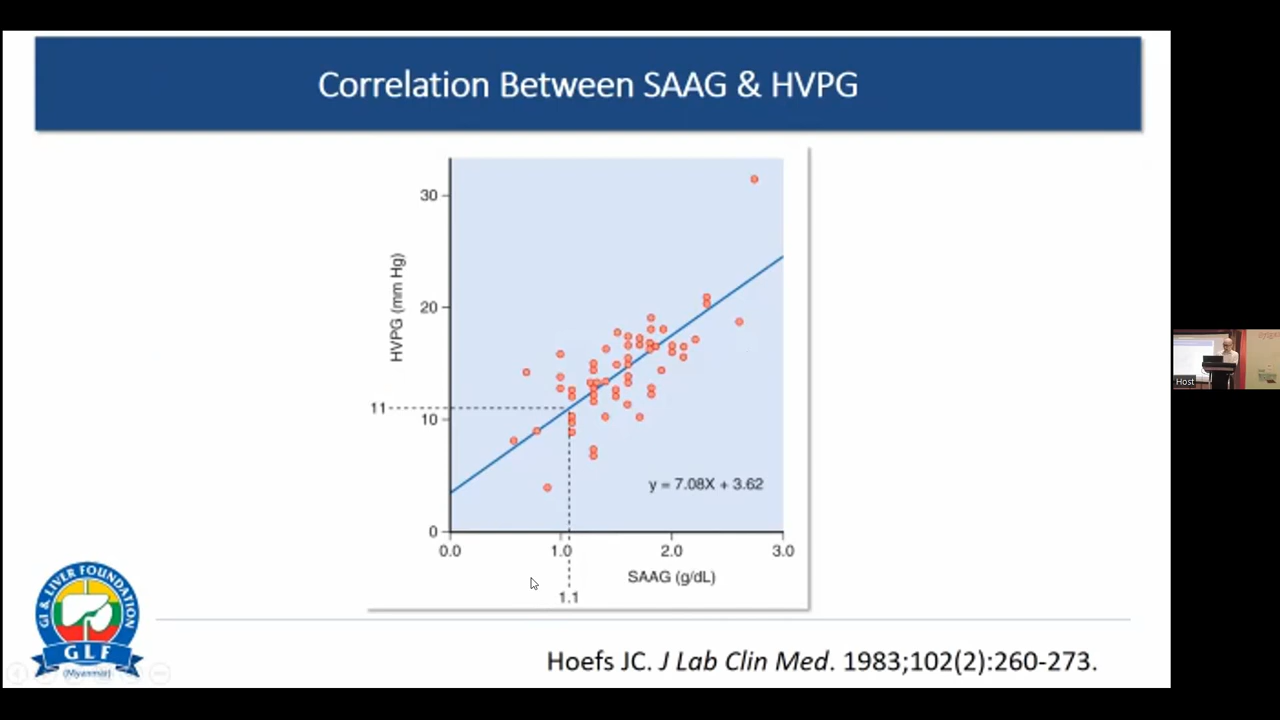 Correlation Between SAAG & HVPG
30
20
11
10
0
HVPG (mm Hg)
y = 7.08X + 3.62
0.0 1.0 2.0 3.0
SAAG (g/dL)
1.1
GI & LIVER FOUNDATION
GLF
(Myanmar)
Hoefs JC. J Lab Clin Med. 1983;102(2):260-273.
Host